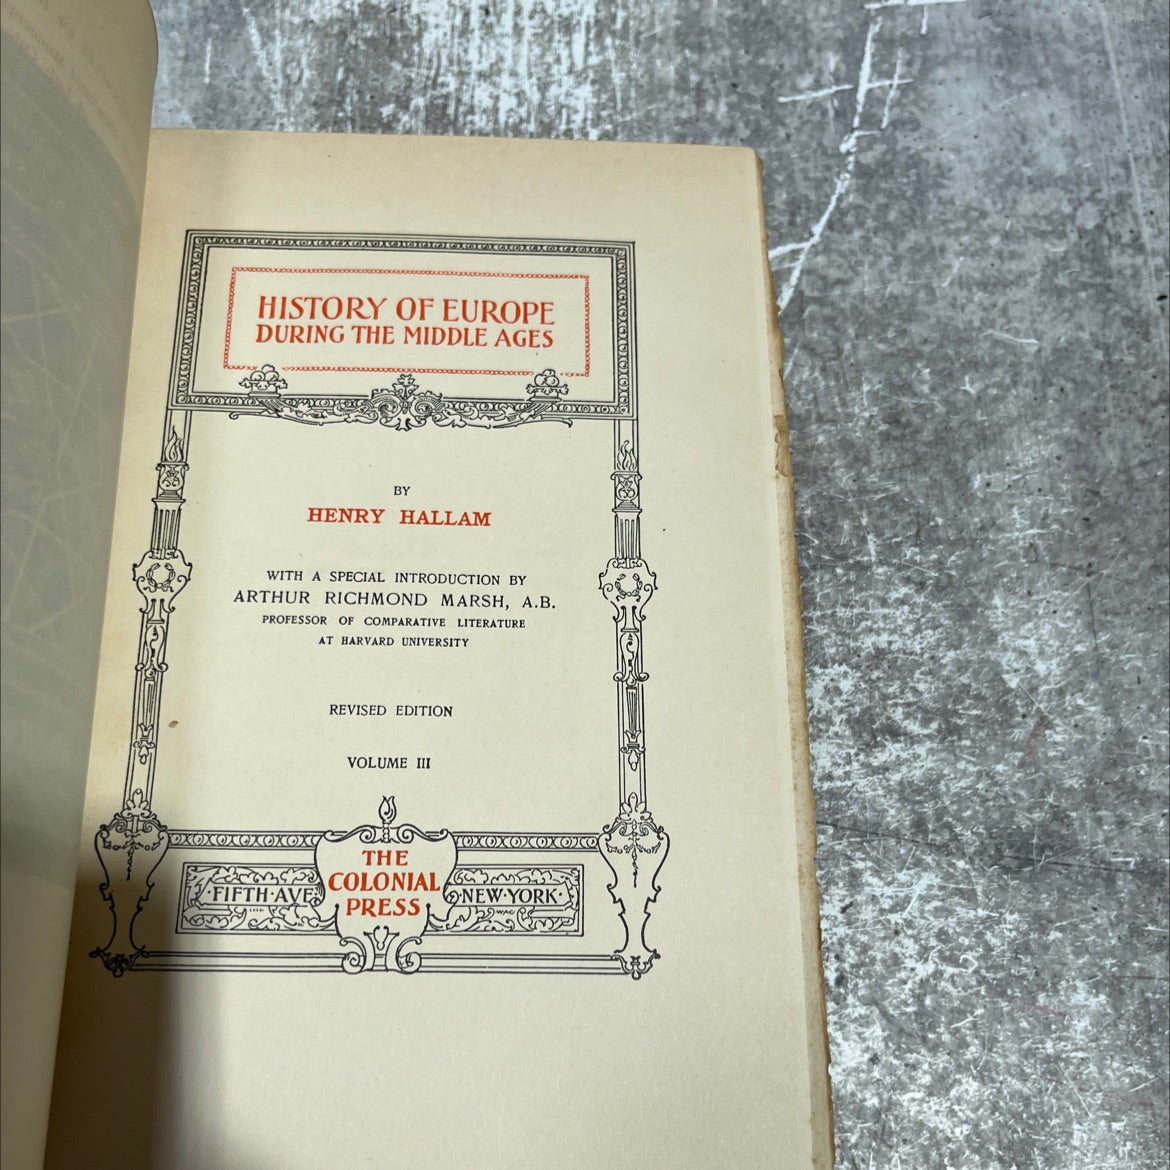 HISTORY OF EUROPE
DURING THE MIDDLE AGES
BY
HENRY HALLAM
WITH A SPECIAL INTRODUCTION BY
ARTHUR RICHMOND MARSH, A.B.
PROFESSOR OF COMPARATIVE LITERATURE
AT HARVARD UNIVERSITY
REVISED EDITION
VOLUME III
THE
COLONIAL
PRESS
·FIFTH·AVE·
NEW·YORK·